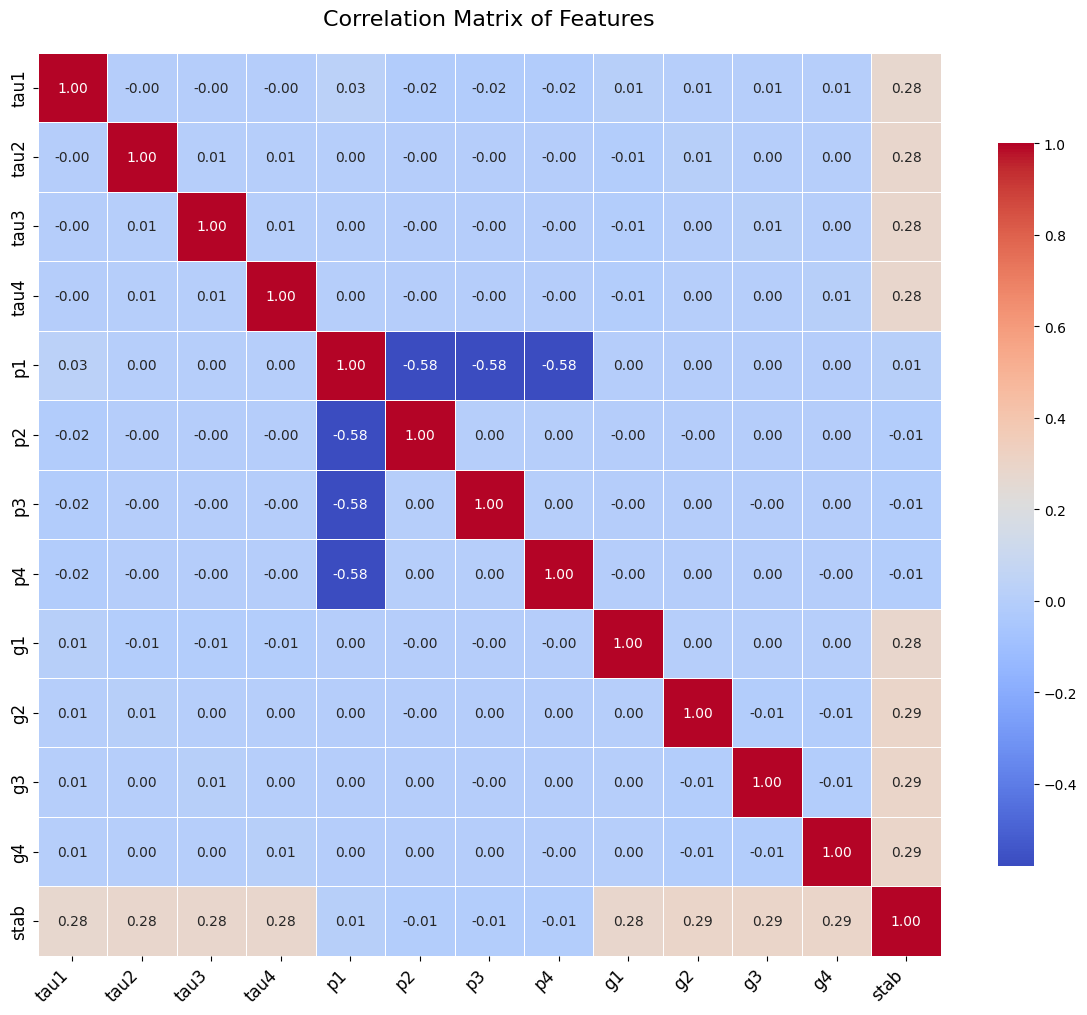 Correlation Matrix of Features
tau1 1.00 -0.00 -0.00 -0.00 0.03 -0.02 -0.02 -0.02 0.01 0.01 0.01 0.01 0.28
tau2 -0.00 1.00 0.01 0.01 0.00 -0.00 -0.00 -0.00 -0.01 0.01 0.00 0.00 0.28
tau3 -0.00 0.01 1.00 0.01 0.00 -0.00 -0.00 -0.00 -0.01 0.00 0.01 0.00 0.28
tau4 -0.00 0.01 0.01 1.00 0.00 -0.00 -0.00 -0.00 -0.01 0.00 0.00 0.01 0.28
p1 0.03 0.00 0.00 0.00 1.00 -0.58 -0.58 -0.58 0.00 0.00 0.00 0.00 0.01
p2 -0.02 -0.00 -0.00 -0.00 -0.58 1.00 0.00 0.00 -0.00 -0.00 0.00 0.00 -0.01
p3 -0.02 -0.00 -0.00 -0.00 -0.58 0.00 1.00 0.00 -0.00 0.00 -0.00 0.00 -0.01
p4 -0.02 -0.00 -0.00 -0.00 -0.58 0.00 0.00 1.00 -0.00 0.00 0.00 -0.00 -0.01
g1 0.01 -0.01 -0.01 -0.01 0.00 -0.00 -0.00 -0.00 1.00 0.00 0.00 0.00 0.28
g2 0.01 0.01 0.00 0.00 0.00 -0.00 0.00 0.00 0.00 1.00 -0.01 -0.01 0.29
g3 0.01 0.00 0.01 0.00 0.00 0.00 -0.00 0.00 0.00 -0.01 1.00 -0.01 0.29
g4 0.01 0.00 0.00 0.01 0.00 0.00 0.00 -0.00 0.00 -0.01 -0.01 1.00 0.29
stab 0.28 0.28 0.28 0.28 0.01 -0.01 -0.01 -0.01 0.28 0.29 0.29 0.29 1.00
tau1 tau2 tau3 tau4 p1 p2 p3 p4 g1 g2 g3 g4 stab
1.0
0.8
0.6
0.4
0.2
0.0
−0.2
−0.4